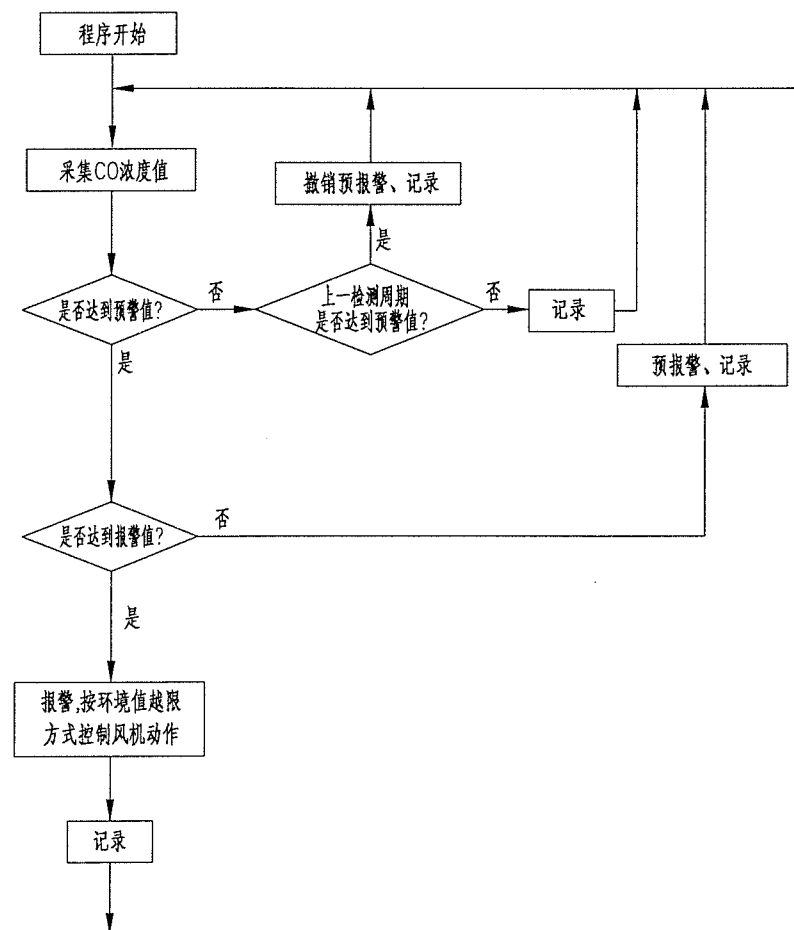 程序开始
采集CO浓度值
撤销预报警、记录
是
是否达到预警值?
否
上一检测周期
是否达到预警值?
否
记录
是
预报警、记录
是否达到报警值?
否
是
报警,按环境值越限
方式控制风机动作
记录